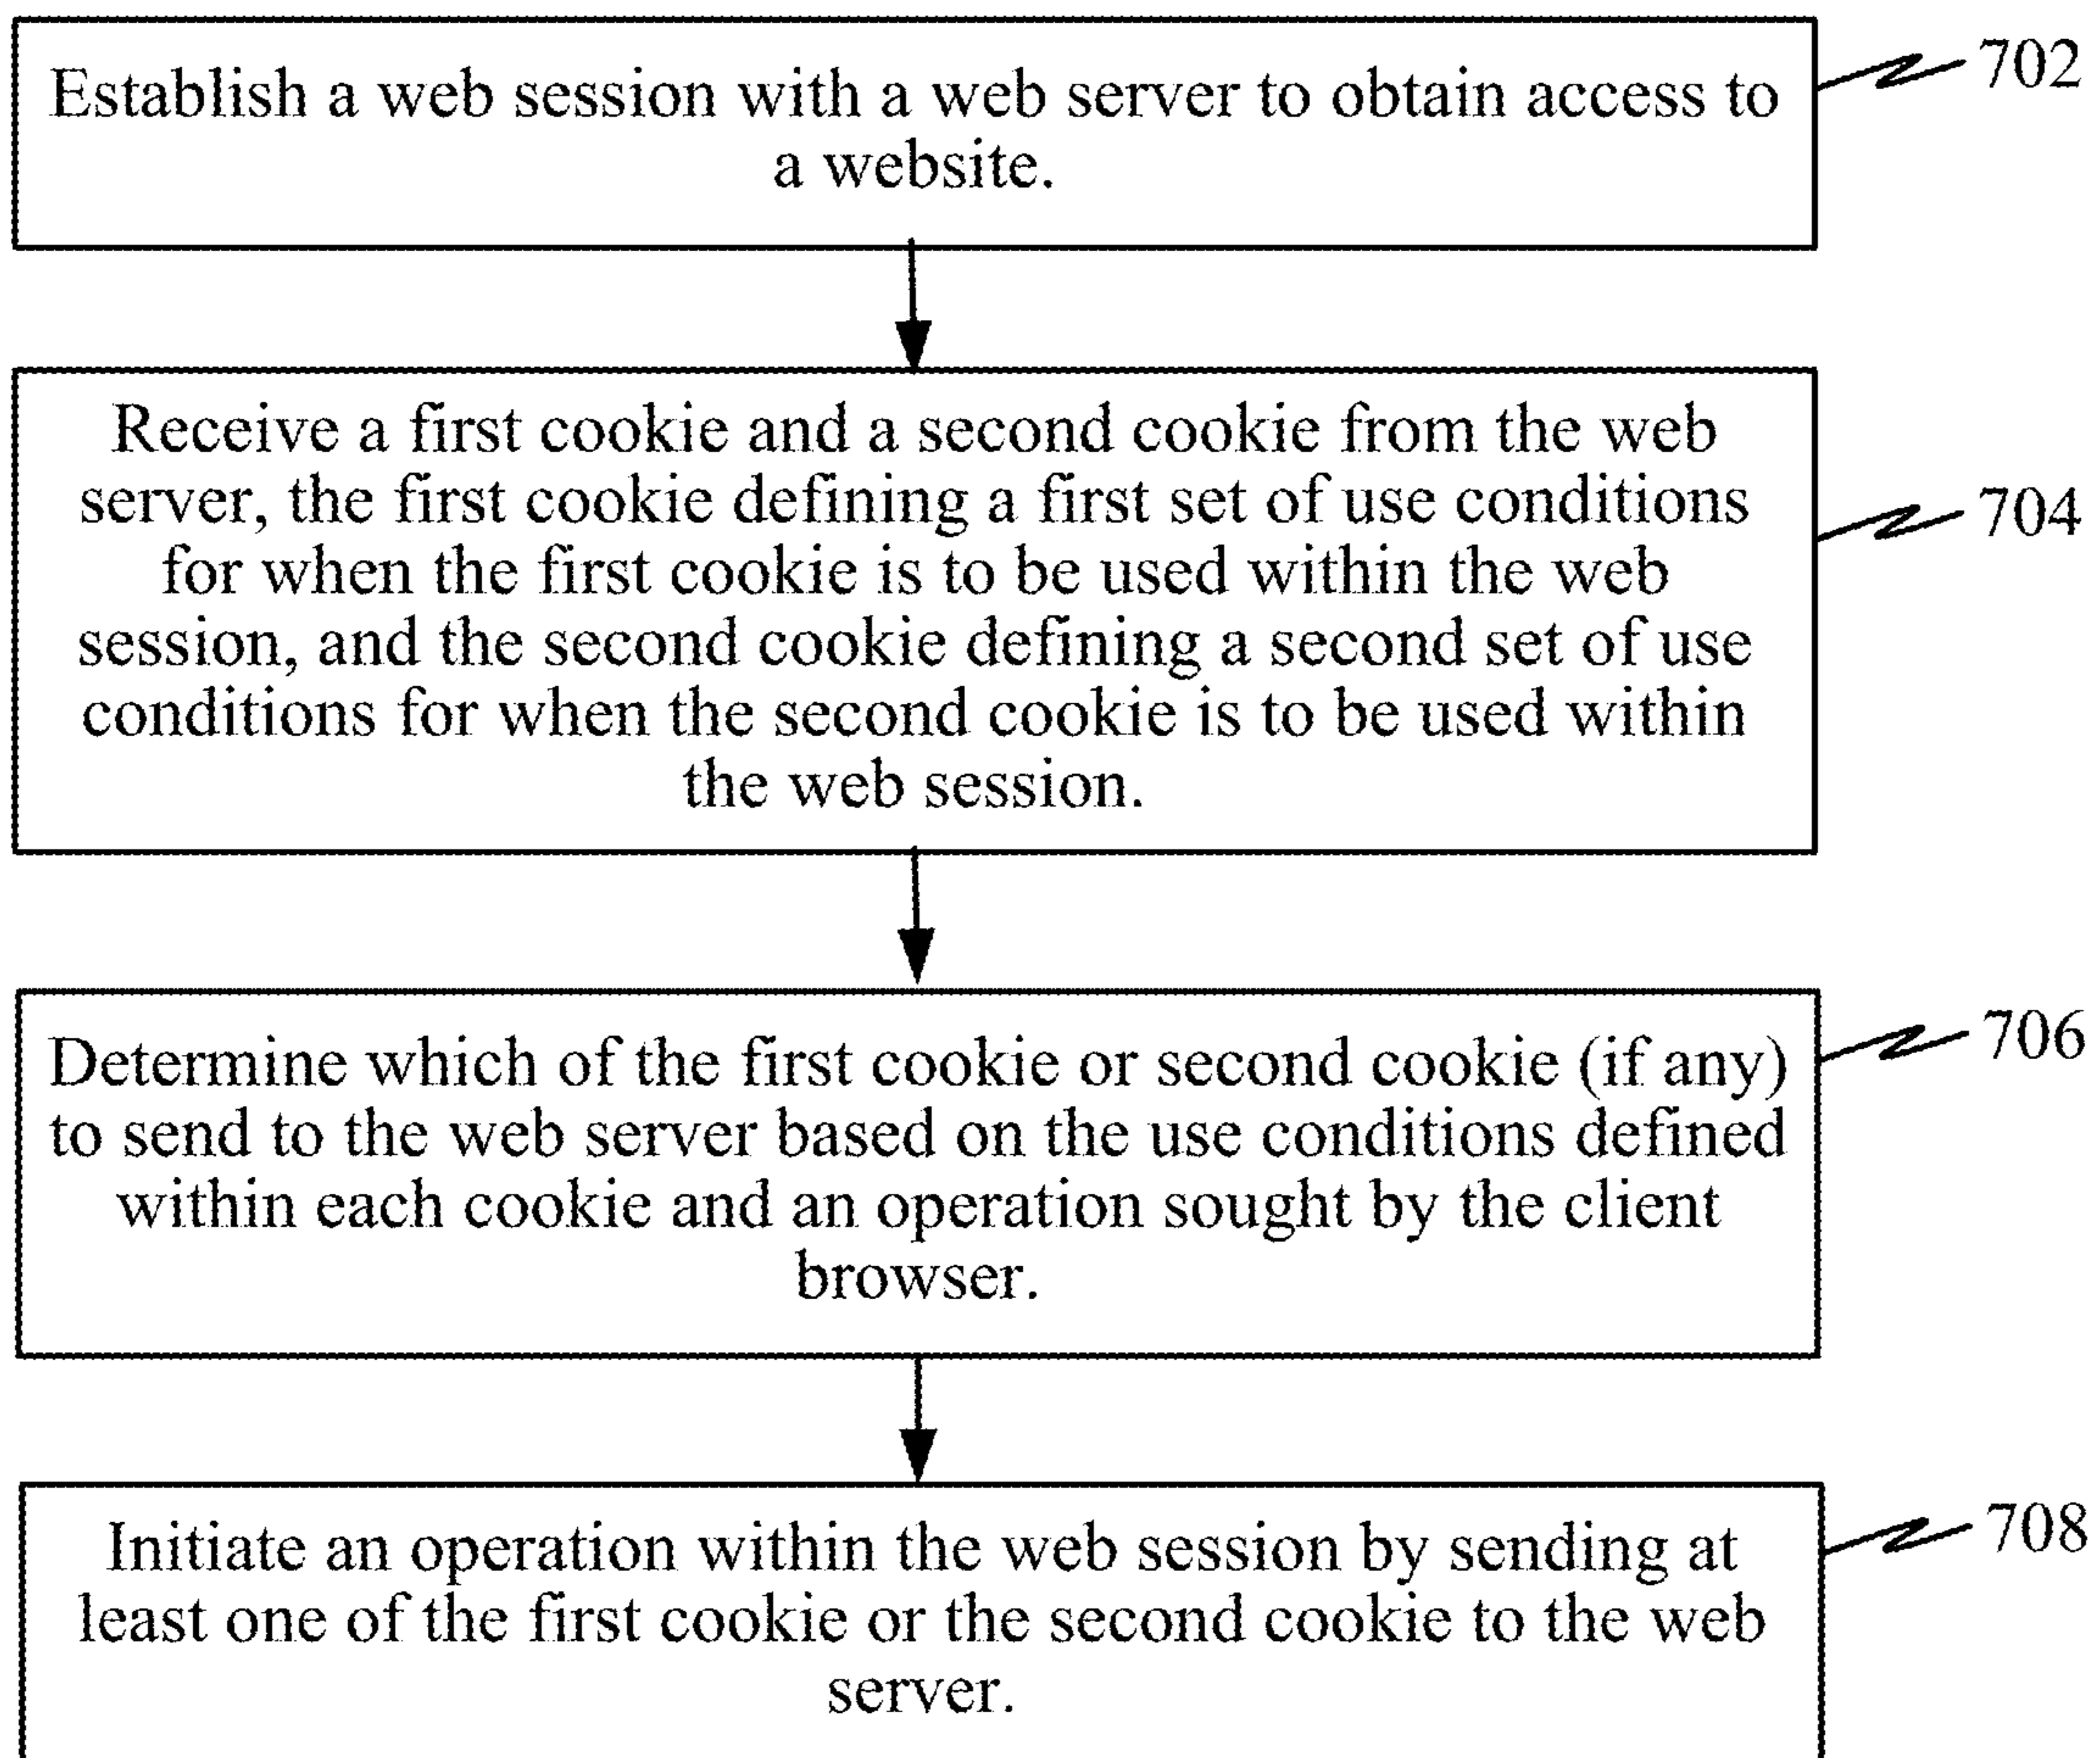 Establish a web session with a web server to obtain access to
a website.
702
Receive a first cookie and a second cookie from the web
server, the first cookie defining a first set of use conditions
for when the first cookie is to be used within the web
session, and the second cookie defining a second set of use
conditions for when the second cookie is to be used within
the web session.
704
Determine which of the first cookie or second cookie (if any)
to send to the web server based on the use conditions defined
within each cookie and an operation sought by the client
browser.
706
Initiate an operation within the web session by sending at
least one of the first cookie or the second cookie to the web
server.
708